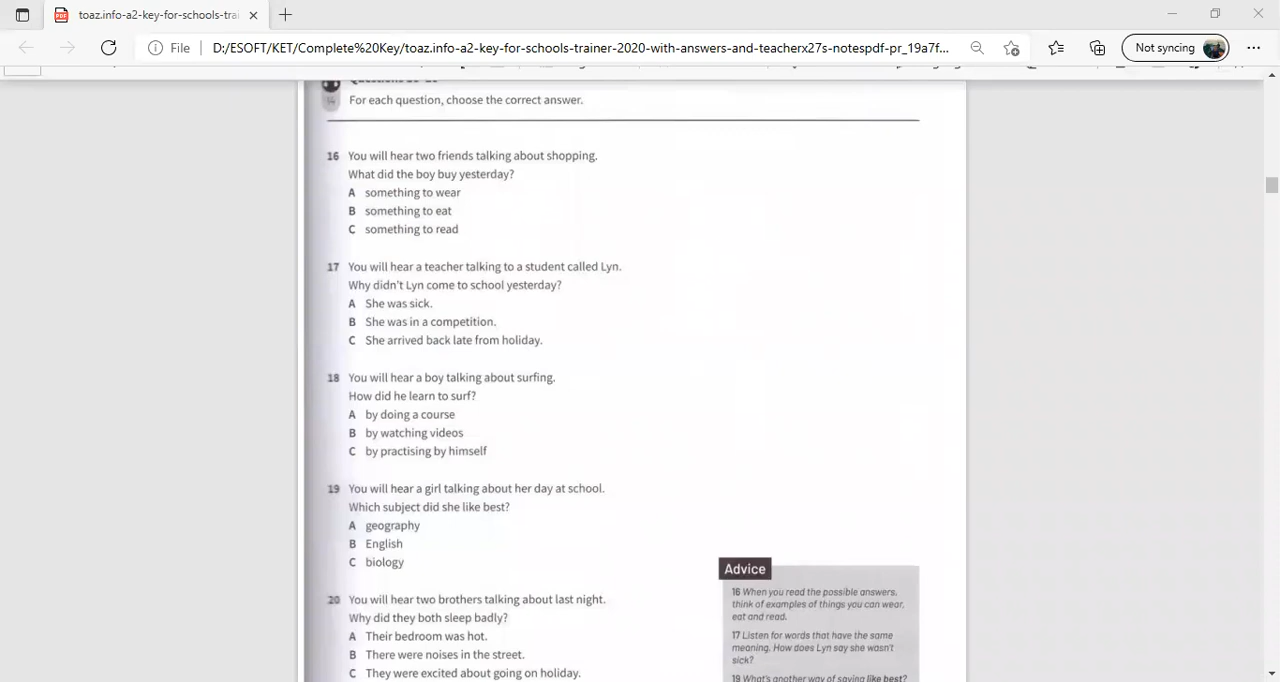 toaz.info-a2-key-for-schools-trai
File
D:/ESOFT/KET/Complete%20Key/toaz.info-a2-key-for-schools-trainer-2020-with-answers-and-teacherx27s-notespdf-pr_19a7f...
Not syncing
For each question, choose the correct answer.
16 You will hear two friends talking about shopping.
What did the boy buy yesterday?
A something to wear
B something to eat
C something to read
17 You will hear a teacher talking to a student called Lyn.
Why didn't Lyn come to school yesterday?
A She was sick.
B She was in a competition.
C She arrived back late from holiday.
18 You will hear a boy talking about surfing.
How did he learn to surf?
A by doing a course
B by watching videos
C by practising by himself
19 You will hear a girl talking about her day at school.
Which subject did she like best?
A geography
B English
C biology
20 You will hear two brothers talking about last night.
Why did they both sleep badly?
A Their bedroom was hot.
B There were noises in the street.
C They were excited about going on holiday.
Advice
16 When you read the possible answers,
think of examples of things you can wear,
eat and read.
17 Listen for words that have the same
meaning. How does Lyn say she wasn't
sick?
19 What's another way of saying like best?